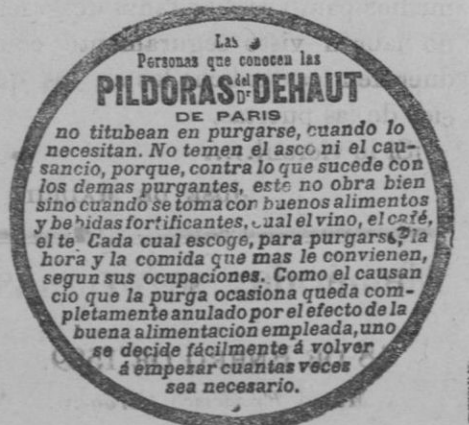 Las
Personas que conocen las
PILDORAS del Dr. DEHAUT
DE PARIS
no titubean en purgarse, cuando lo
necesitan. No temen el asco ni el cau-
sancio, porque, contra lo que sucede con
los demas purgantes, este no obra bien
sino cuando se toma con buenos alimentos
y bebidas fortificantes, cual el vino, el café,
el te. Cada cual escoge, para purgarse, la
hora y la comida que mas le convienen,
segun sus ocupaciones. Como el causan
cio que la purga ocasiona queda com-
pletamente anulado por el efecto de la
buena alimentacion empleada, uno
se decide fácilmente á volver
á empezar cuantas veces
sea necesario.